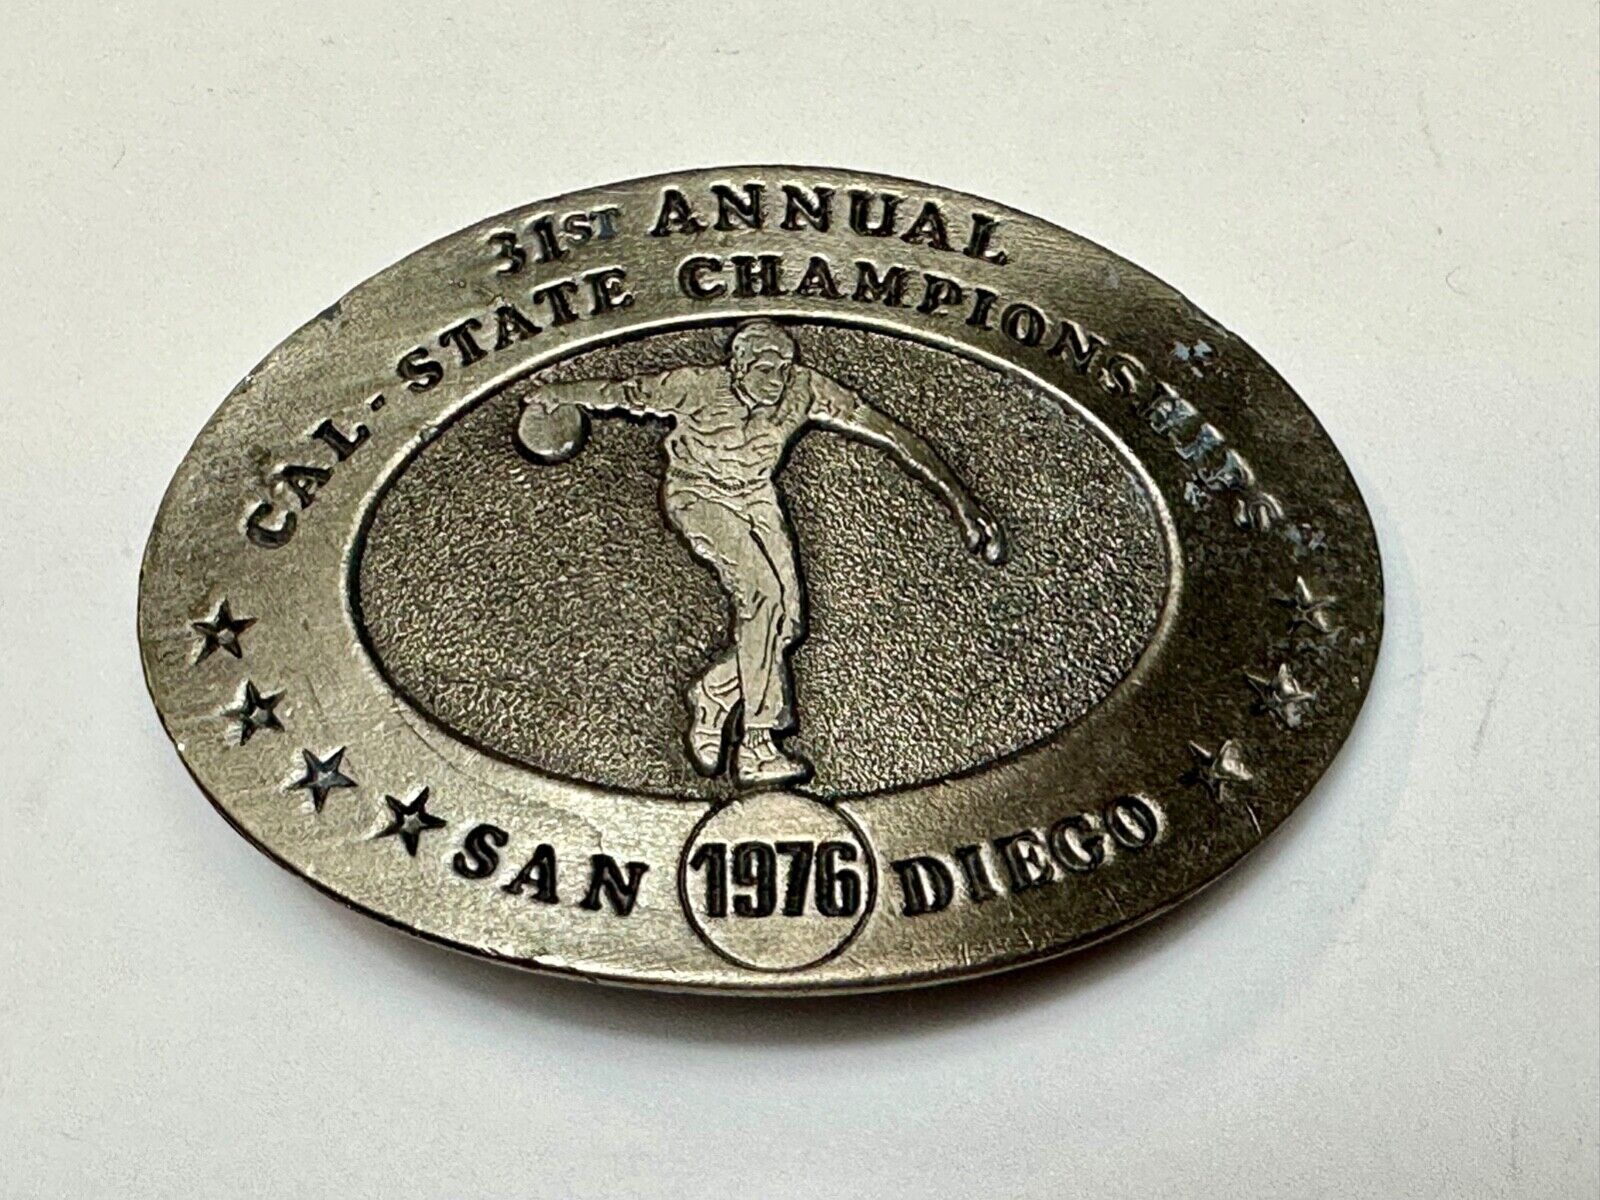 31ST ANNUAL
CAL-STATE CHAMPIONSHIPS
SAN 1976 DIEGO